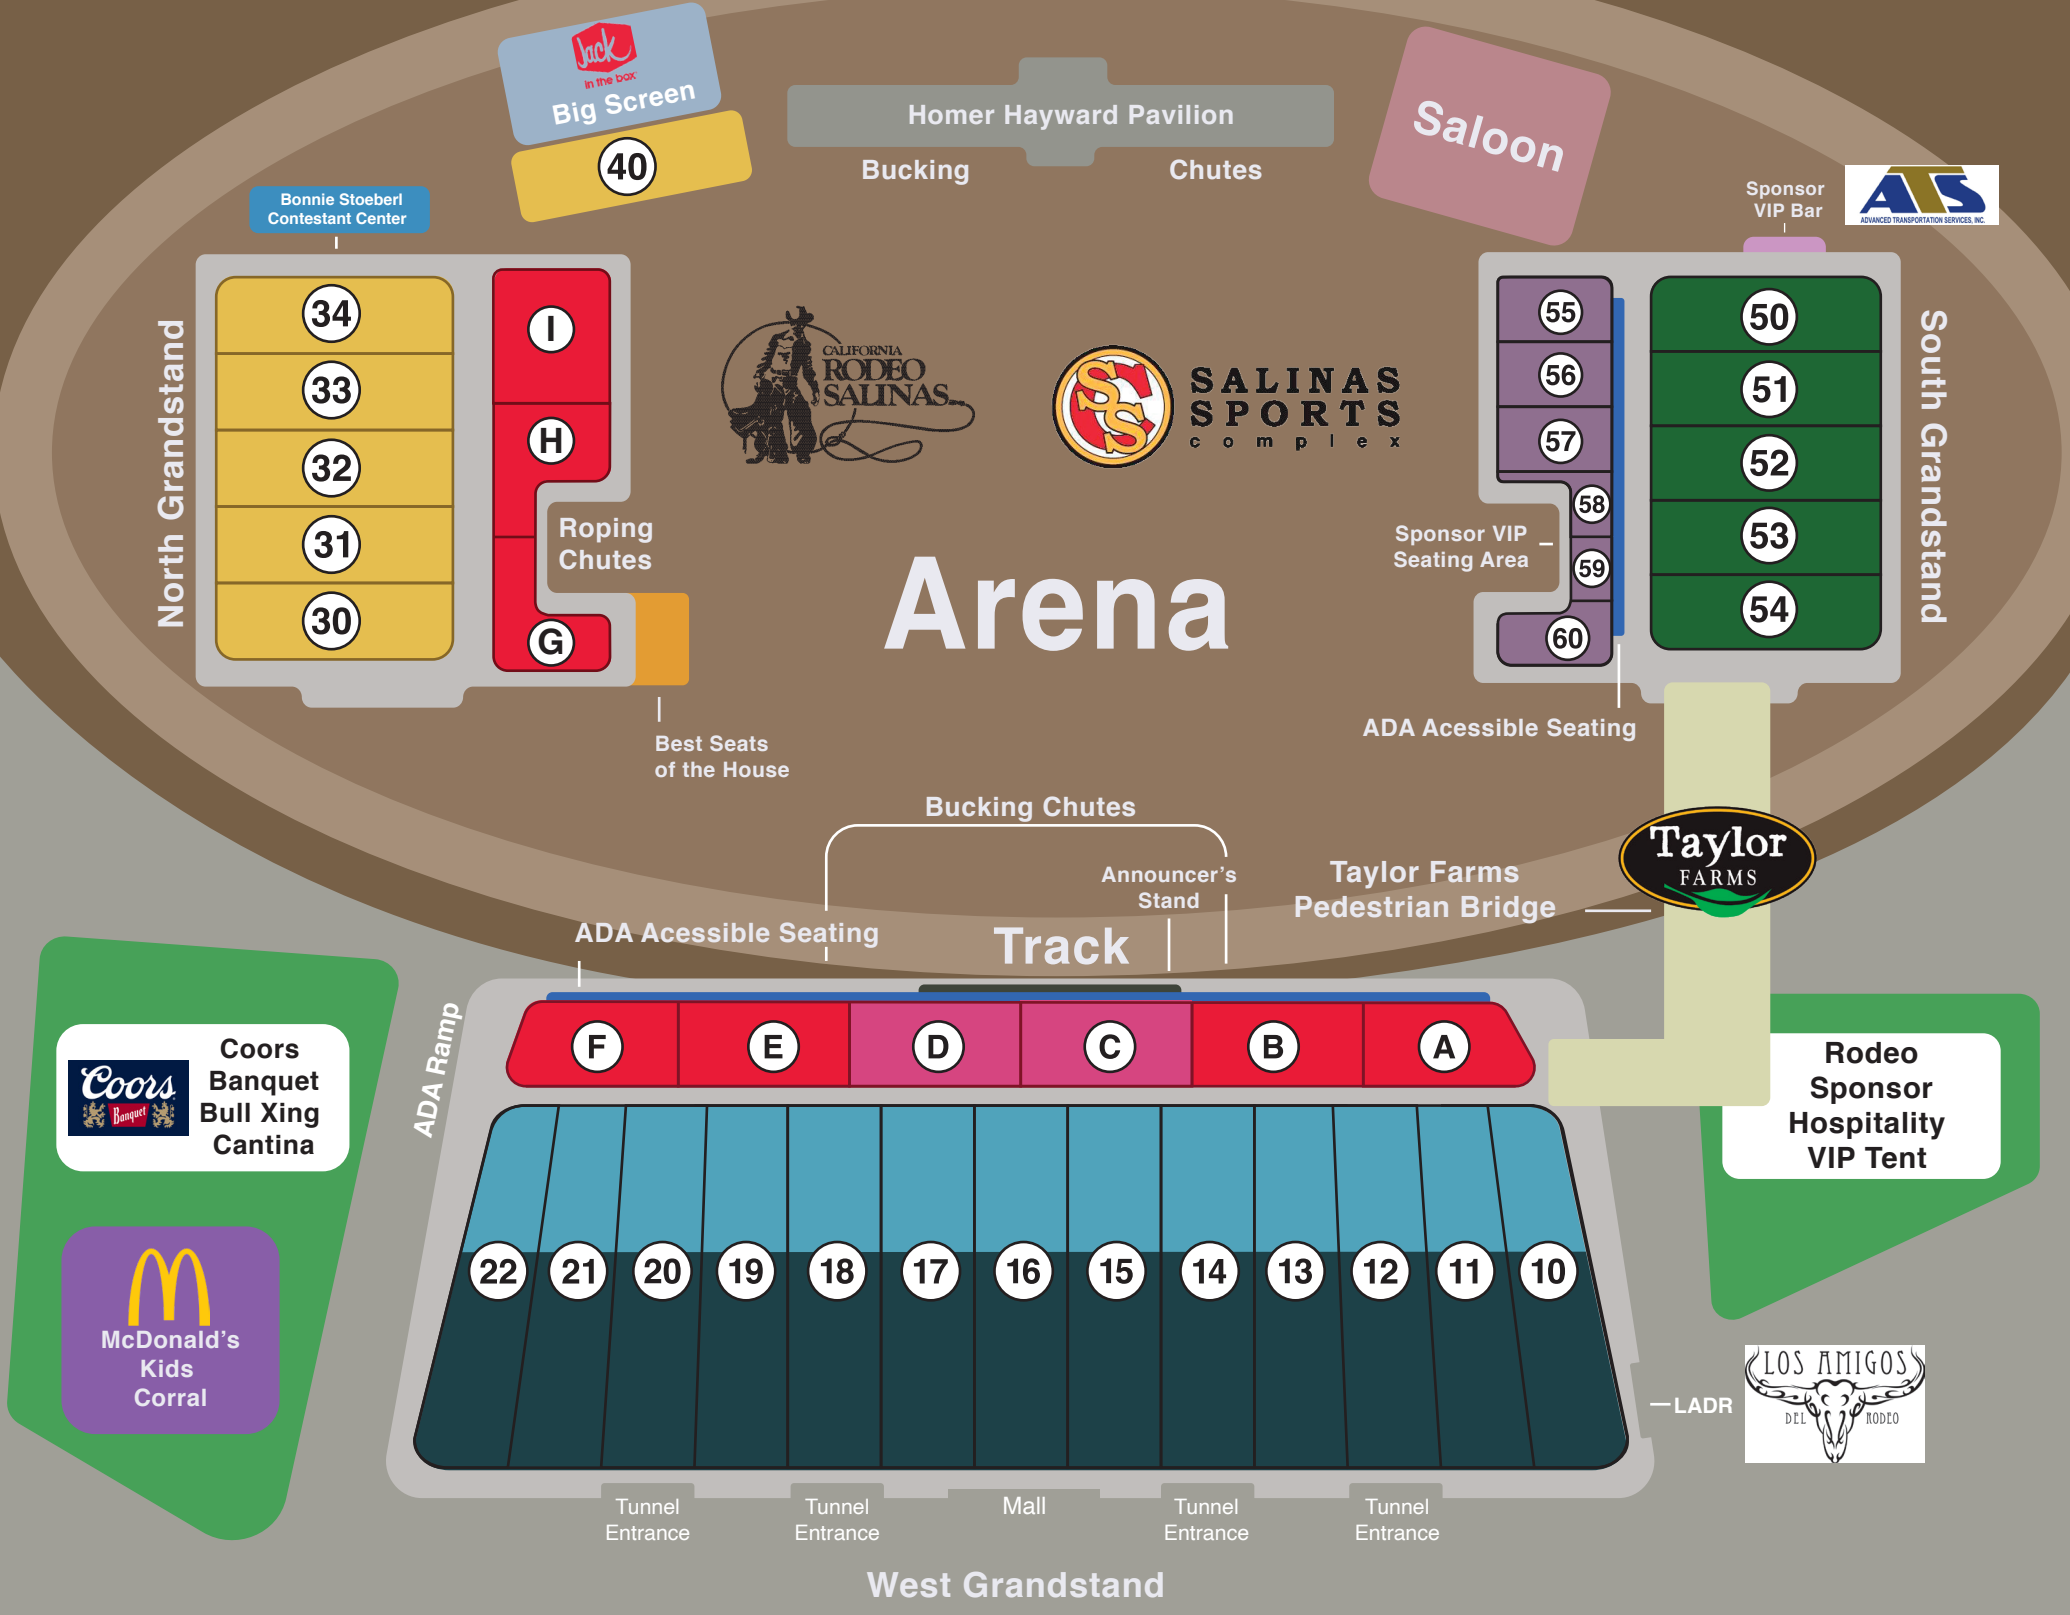 Jack
in the box
Big Screen
40
Homer Hayward Pavilion
Bucking
Chutes
Saloon
Bonnie Stoeberl
Contestant Center
Sponsor
VIP Bar
ATS
ADVANCED TRANSPORTATION SERVICES, INC.
North Grandstand
34
33
32
31
30
I
H
G
Roping
Chutes
Best Seats
of the House
CALIFORNIA
RODEO
SALINAS
SSC
SALINAS
SPORTS
complex
Arena
55
56
57
58
59
60
Sponsor VIP
Seating Area
ADA Acessible Seating
50
51
52
53
54
South Grandstand
Bucking Chutes
Announcer's
Stand
Taylor Farms
Pedestrian Bridge
Taylor
FARMS
ADA Acessible Seating
Track
ADA Ramp
F
E
D
C
B
A
Coors
Banquet
Coors
Banquet
Bull Xing
Cantina
Rodeo
Sponsor
Hospitality
VIP Tent
22
21
20
19
18
17
16
15
14
13
12
11
10
McDonald's
Kids
Corral
LADR
LOS AMIGOS
DEL RODEO
Tunnel
Entrance
Tunnel
Entrance
Mall
Tunnel
Entrance
Tunnel
Entrance
West Grandstand